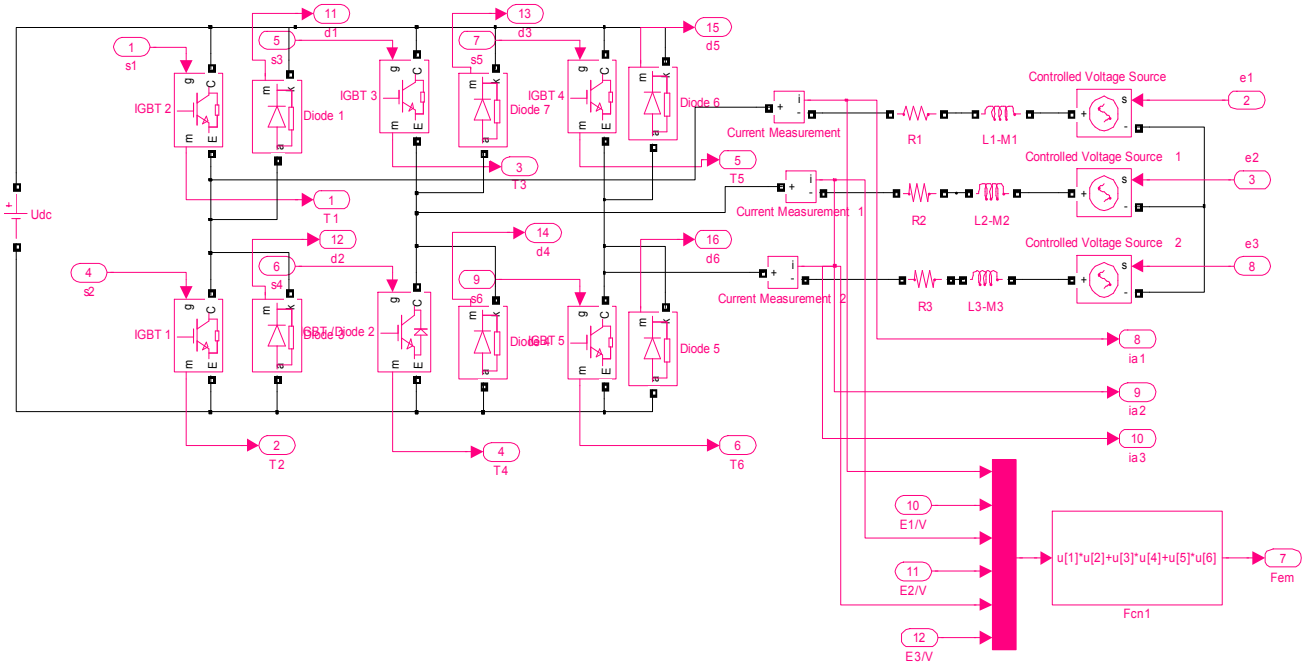 11
d1
13
d3
15
d5
1
s1
5
s3
7
s5
g C
IGBT 2
m E
m k
Diode 1
a
g C
IGBT 3
m E
m k
Diode 7
a
g C
IGBT 4
m E
m k
Diode 6
a
+ i -
Current Measurement
R1
L1-M1
Controlled Voltage Source
s + -
e1
2
1
T1
3
T3
5
T5
+ i -
Current Measurement 1
R2
L2-M2
Controlled Voltage Source 1
s + -
e2
3
+
Udc
12
d2
14
d4
16
d6
4
s2
6
s4
9
s6
g C
IGBT 1
m E
m k
Diode 3
a
g C
IGBT /Diode 2
m E
m k
Diode 4
a
g C
IGBT 5
m E
m k
Diode 5
a
+ i -
Current Measurement 2
R3
L3-M3
Controlled Voltage Source 2
s + -
e3
8
8
ia1
9
ia2
10
ia3
2
T2
4
T4
6
T6
10
E1/V
11
E2/V
12
E3/V
u[1]*u[2]+u[3]*u[4]+u[5]*u[6]
Fcn1
7
Fem